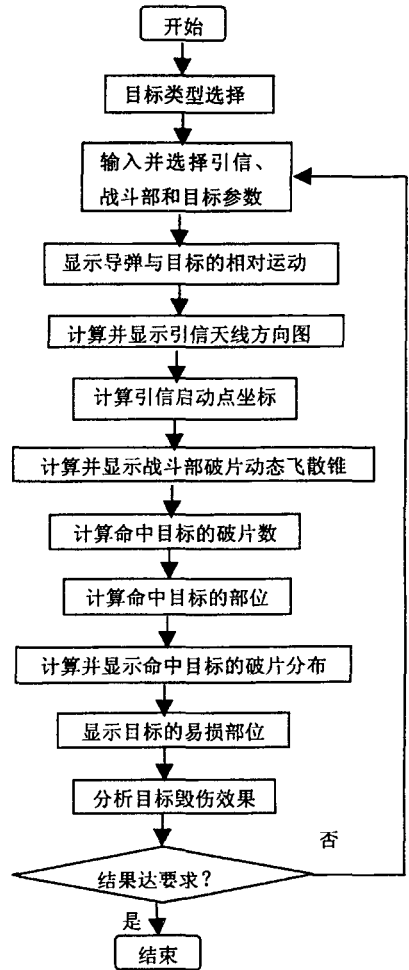 开始
目标类型选择
输入并选择引信、
战斗部和目标参数
显示导弹与目标的相对运动
计算并显示引信天线方向图
计算引信启动点坐标
计算并显示战斗部破片动态飞散锥
计算命中目标的破片数
计算命中目标的部位
计算并显示命中目标的破片分布
显示目标的易损部位
分析目标毁伤效果
否
结果达要求？
是
结束